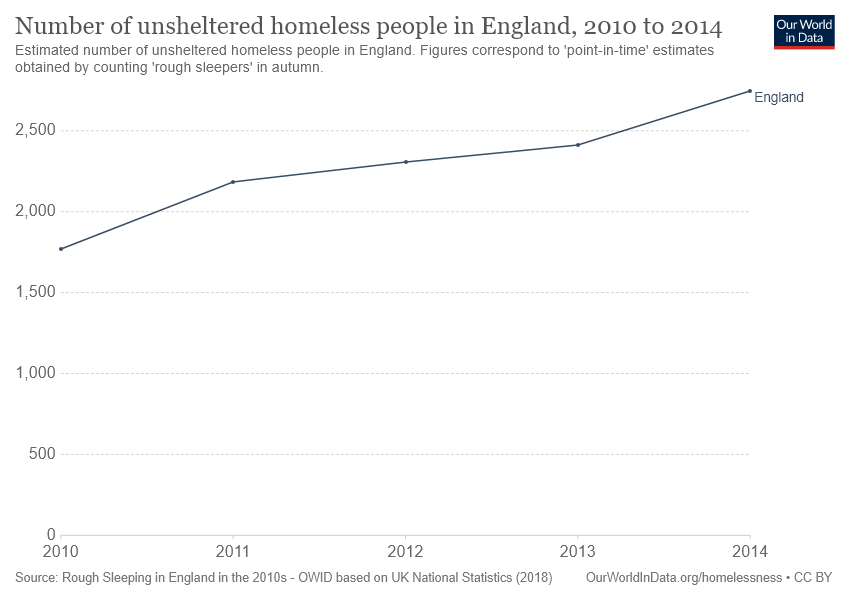 Number of unsheltered homeless people in England, 2010 to 2014
Our World
in Data
Estimated number of unsheltered homeless people in England. Figures correspond to 'point-in-time' estimates
obtained by counting 'rough sleepers' in autumn.
England
2,500
2,000
1,500
1,000
500
0
2010 2011 2012 2013 2014
Source: Rough Sleeping in England in the 2010s - OWID based on UK National Statistics (2018) OurWorldInData.org/homelessness • CC BY